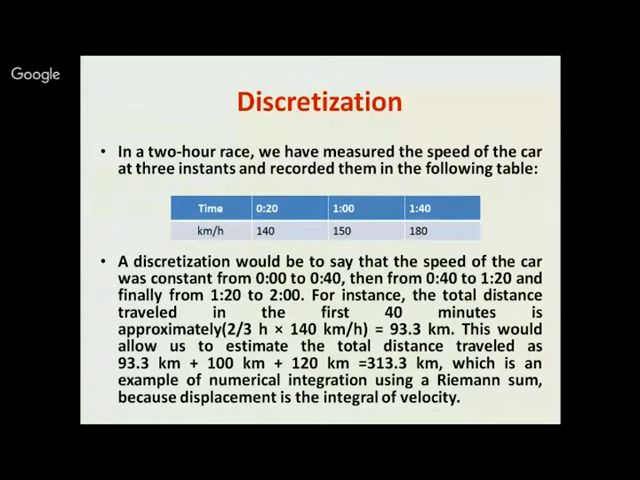 Google
Discretization
• In a two-hour race, we have measured the speed of the car
at three instants and recorded them in the following table:
Time 0:20 1:00 1:40
km/h 140 150 180
• A discretization would be to say that the speed of the car
was constant from 0:00 to 0:40, then from 0:40 to 1:20 and
finally from 1:20 to 2:00. For instance, the total distance
traveled in the first 40 minutes is
approximately(2/3 h × 140 km/h) = 93.3 km. This would
allow us to estimate the total distance traveled as
93.3 km + 100 km + 120 km =313.3 km, which is an
example of numerical integration using a Riemann sum,
because displacement is the integral of velocity.